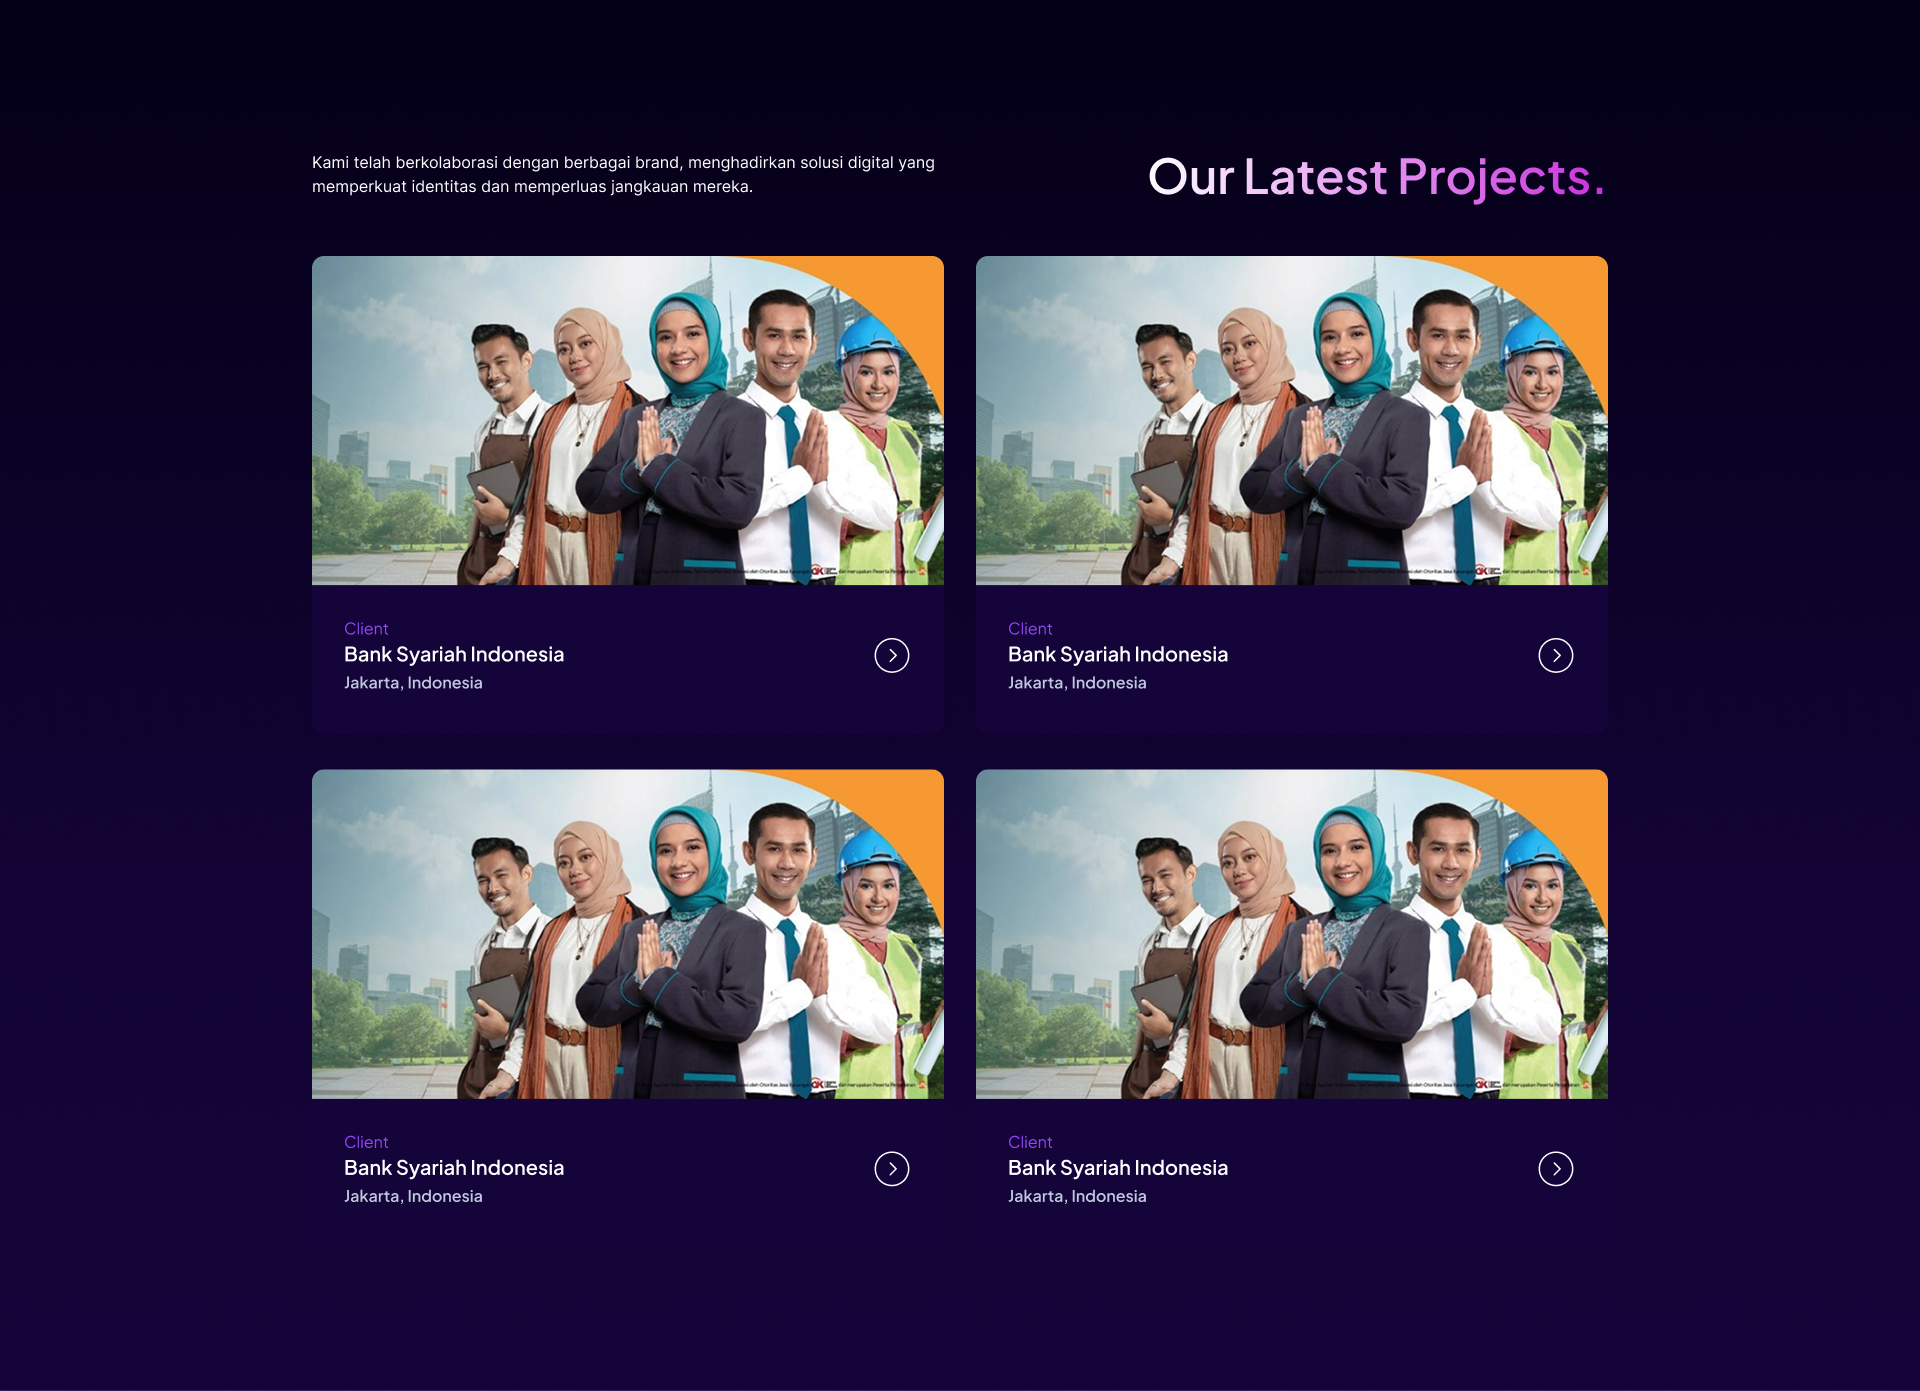 Kami telah berkolaborasi dengan berbagai brand, menghadirkan solusi digital yang
memperkuat identitas dan memperluas jangkauan mereka.
Our Latest Projects.
Client
Bank Syariah Indonesia
Jakarta, Indonesia
Client
Bank Syariah Indonesia
Jakarta, Indonesia
Client
Bank Syariah Indonesia
Jakarta, Indonesia
Client
Bank Syariah Indonesia
Jakarta, Indonesia